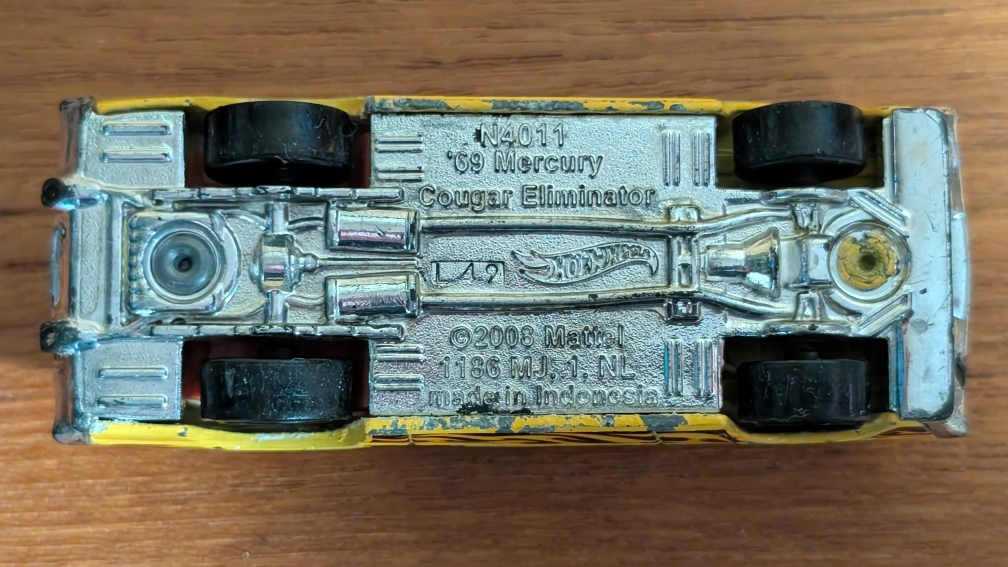 N4011
'69 Mercury
Cougar Eliminator
L49
HOT WHEELS
©2008 Mattel
1186 MJ, 1, NL
made in Indonesia